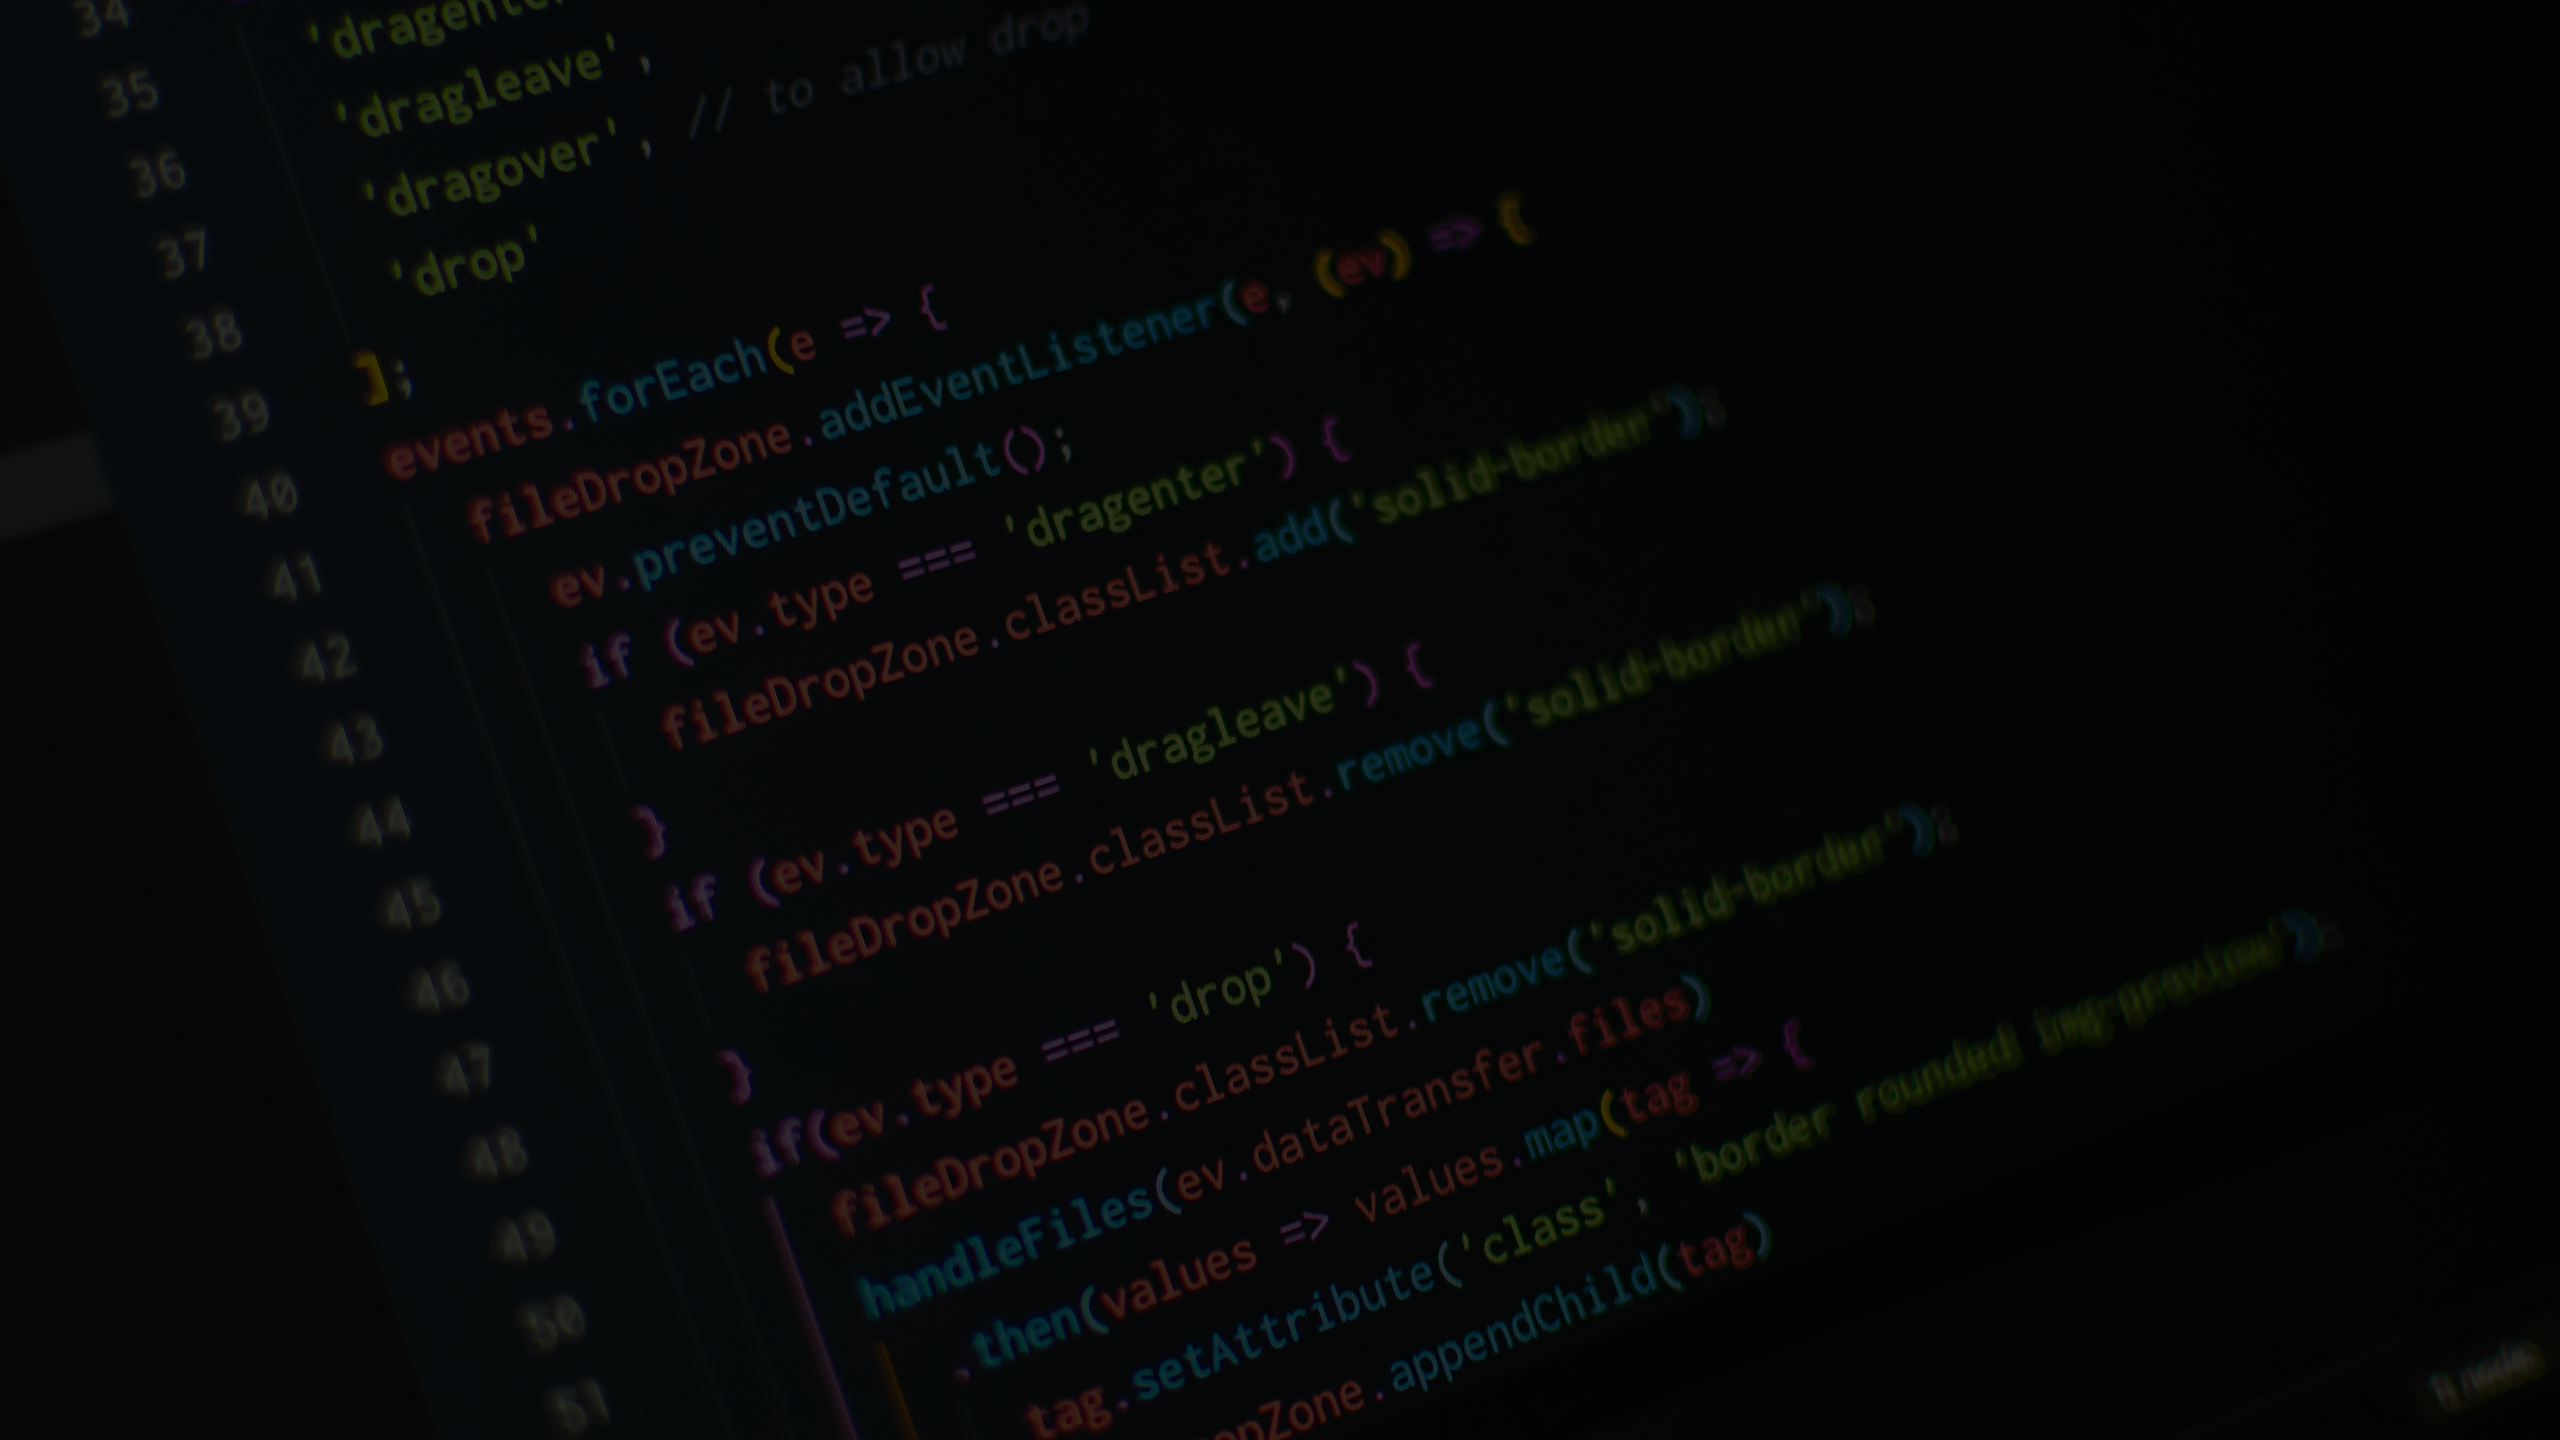 34 'dragenter
35 'dragleave',
36 'dragover', // to allow drop
37 'drop'
38 ];
39 events.forEach(e => {
40 fileDropZone.addEventListener(e, (ev) => {
41 ev.preventDefault();
42 if (ev.type === 'dragenter') {
43 fileDropZone.classList.add('solid-border');
44 }
45 if (ev.type === 'dragleave') {
46 fileDropZone.classList.remove('solid-border');
47 }
48 if(ev.type === 'drop') {
49 fileDropZone.classList.remove('solid-border');
50 handleFiles(ev.dataTransfer.files)
51 .then(values => values.map(tag => {
tag.setAttribute('class', 'border rounded img-preview');
opZone.appendChild(tag)